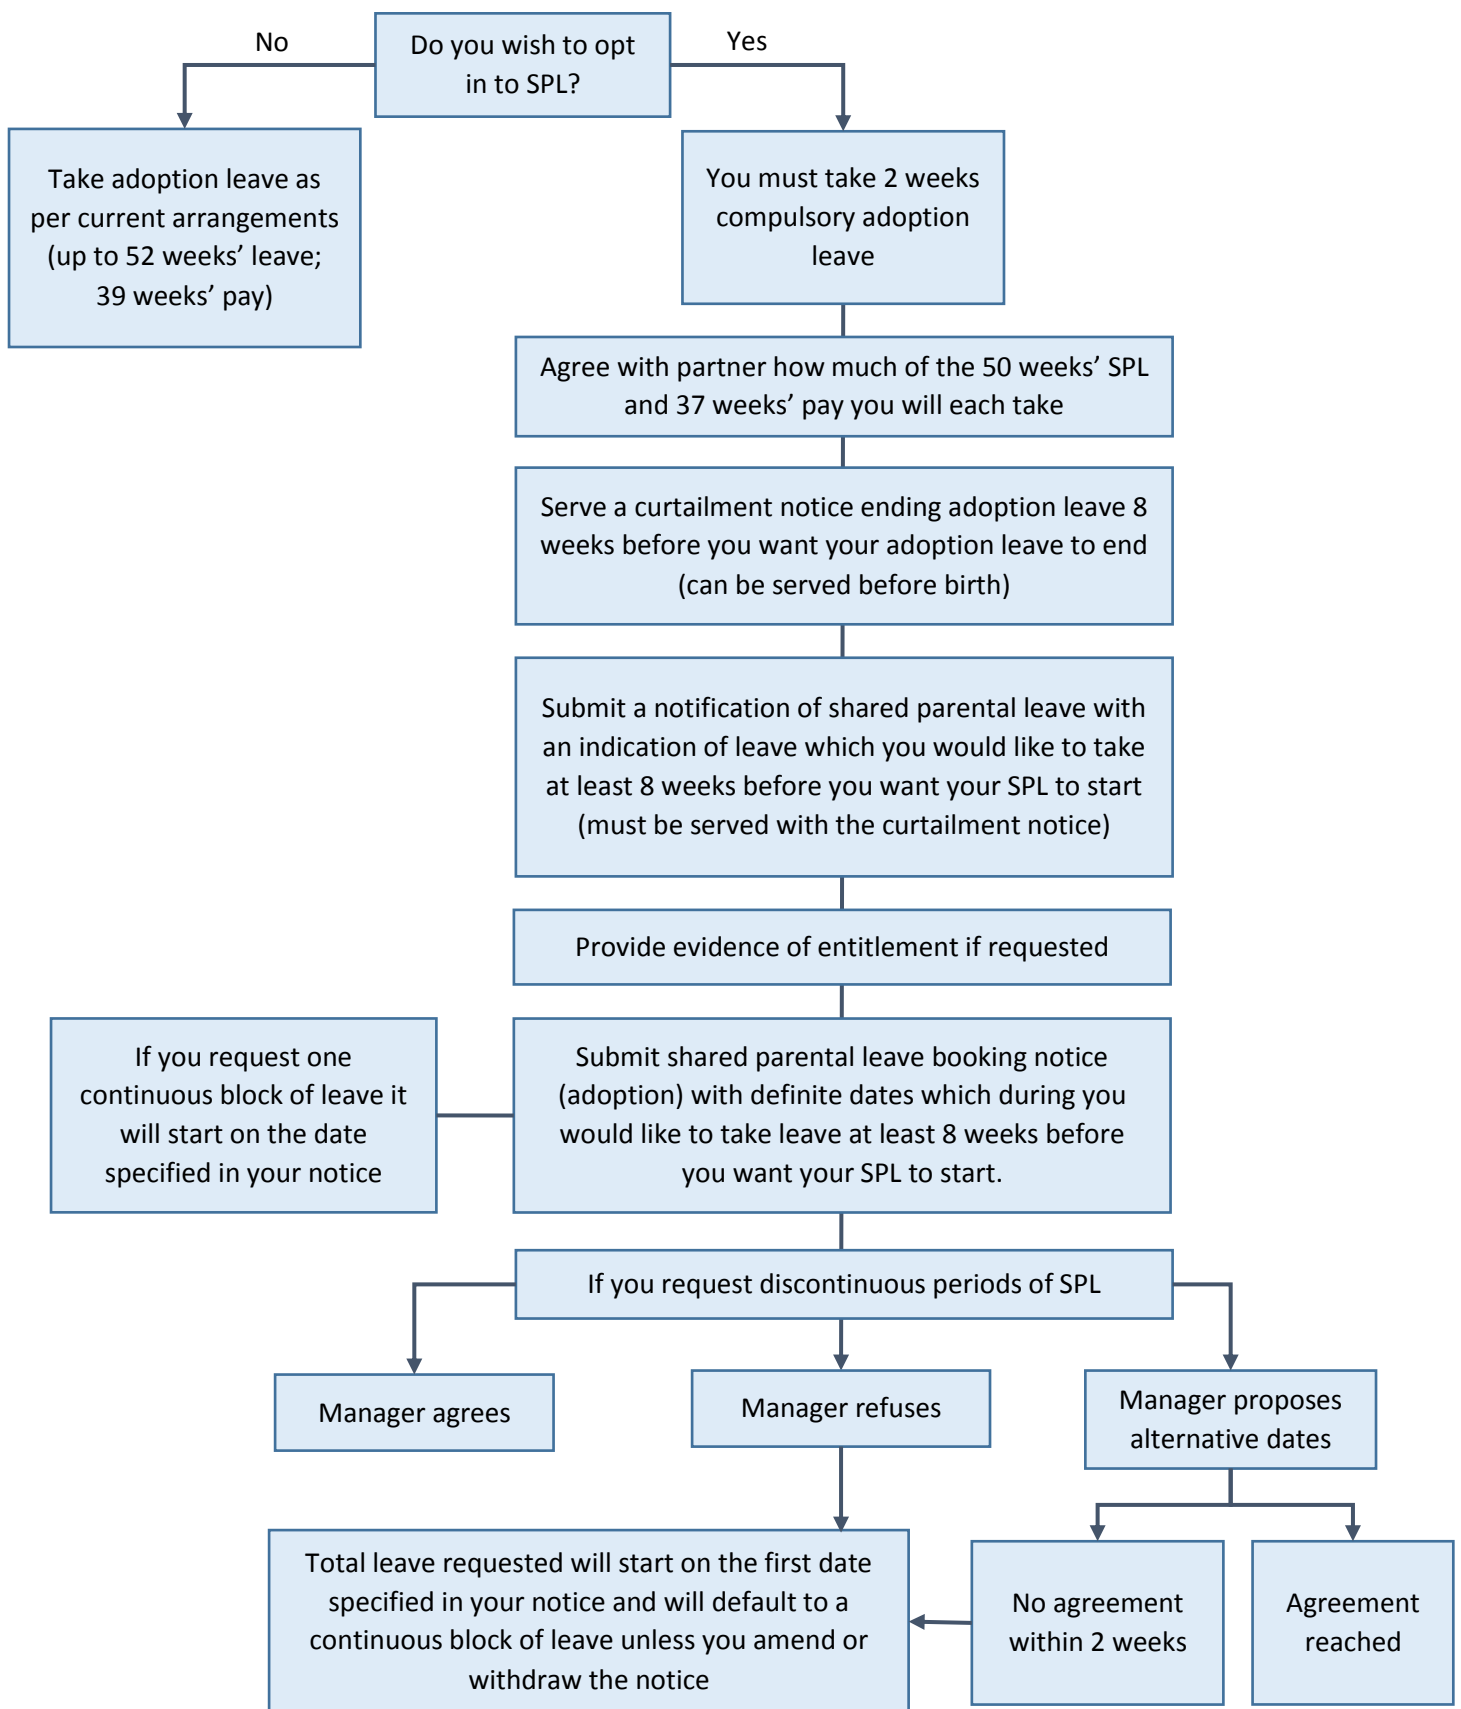 No
Do you wish to opt
in to SPL?
Yes
Take adoption leave as
per current arrangements
(up to 52 weeks’ leave;
39 weeks’ pay)
You must take 2 weeks
compulsory adoption
leave
Agree with partner how much of the 50 weeks’ SPL
and 37 weeks’ pay you will each take
Serve a curtailment notice ending adoption leave 8
weeks before you want your adoption leave to end
(can be served before birth)
Submit a notification of shared parental leave with
an indication of leave which you would like to take
at least 8 weeks before you want your SPL to start
(must be served with the curtailment notice)
Provide evidence of entitlement if requested
If you request one
continuous block of leave it
will start on the date
specified in your notice
Submit shared parental leave booking notice
(adoption) with definite dates which during you
would like to take leave at least 8 weeks before
you want your SPL to start.
If you request discontinuous periods of SPL
Manager agrees
Manager refuses
Manager proposes
alternative dates
Total leave requested will start on the first date
specified in your notice and will default to a
continuous block of leave unless you amend or
withdraw the notice
No agreement
within 2 weeks
Agreement
reached